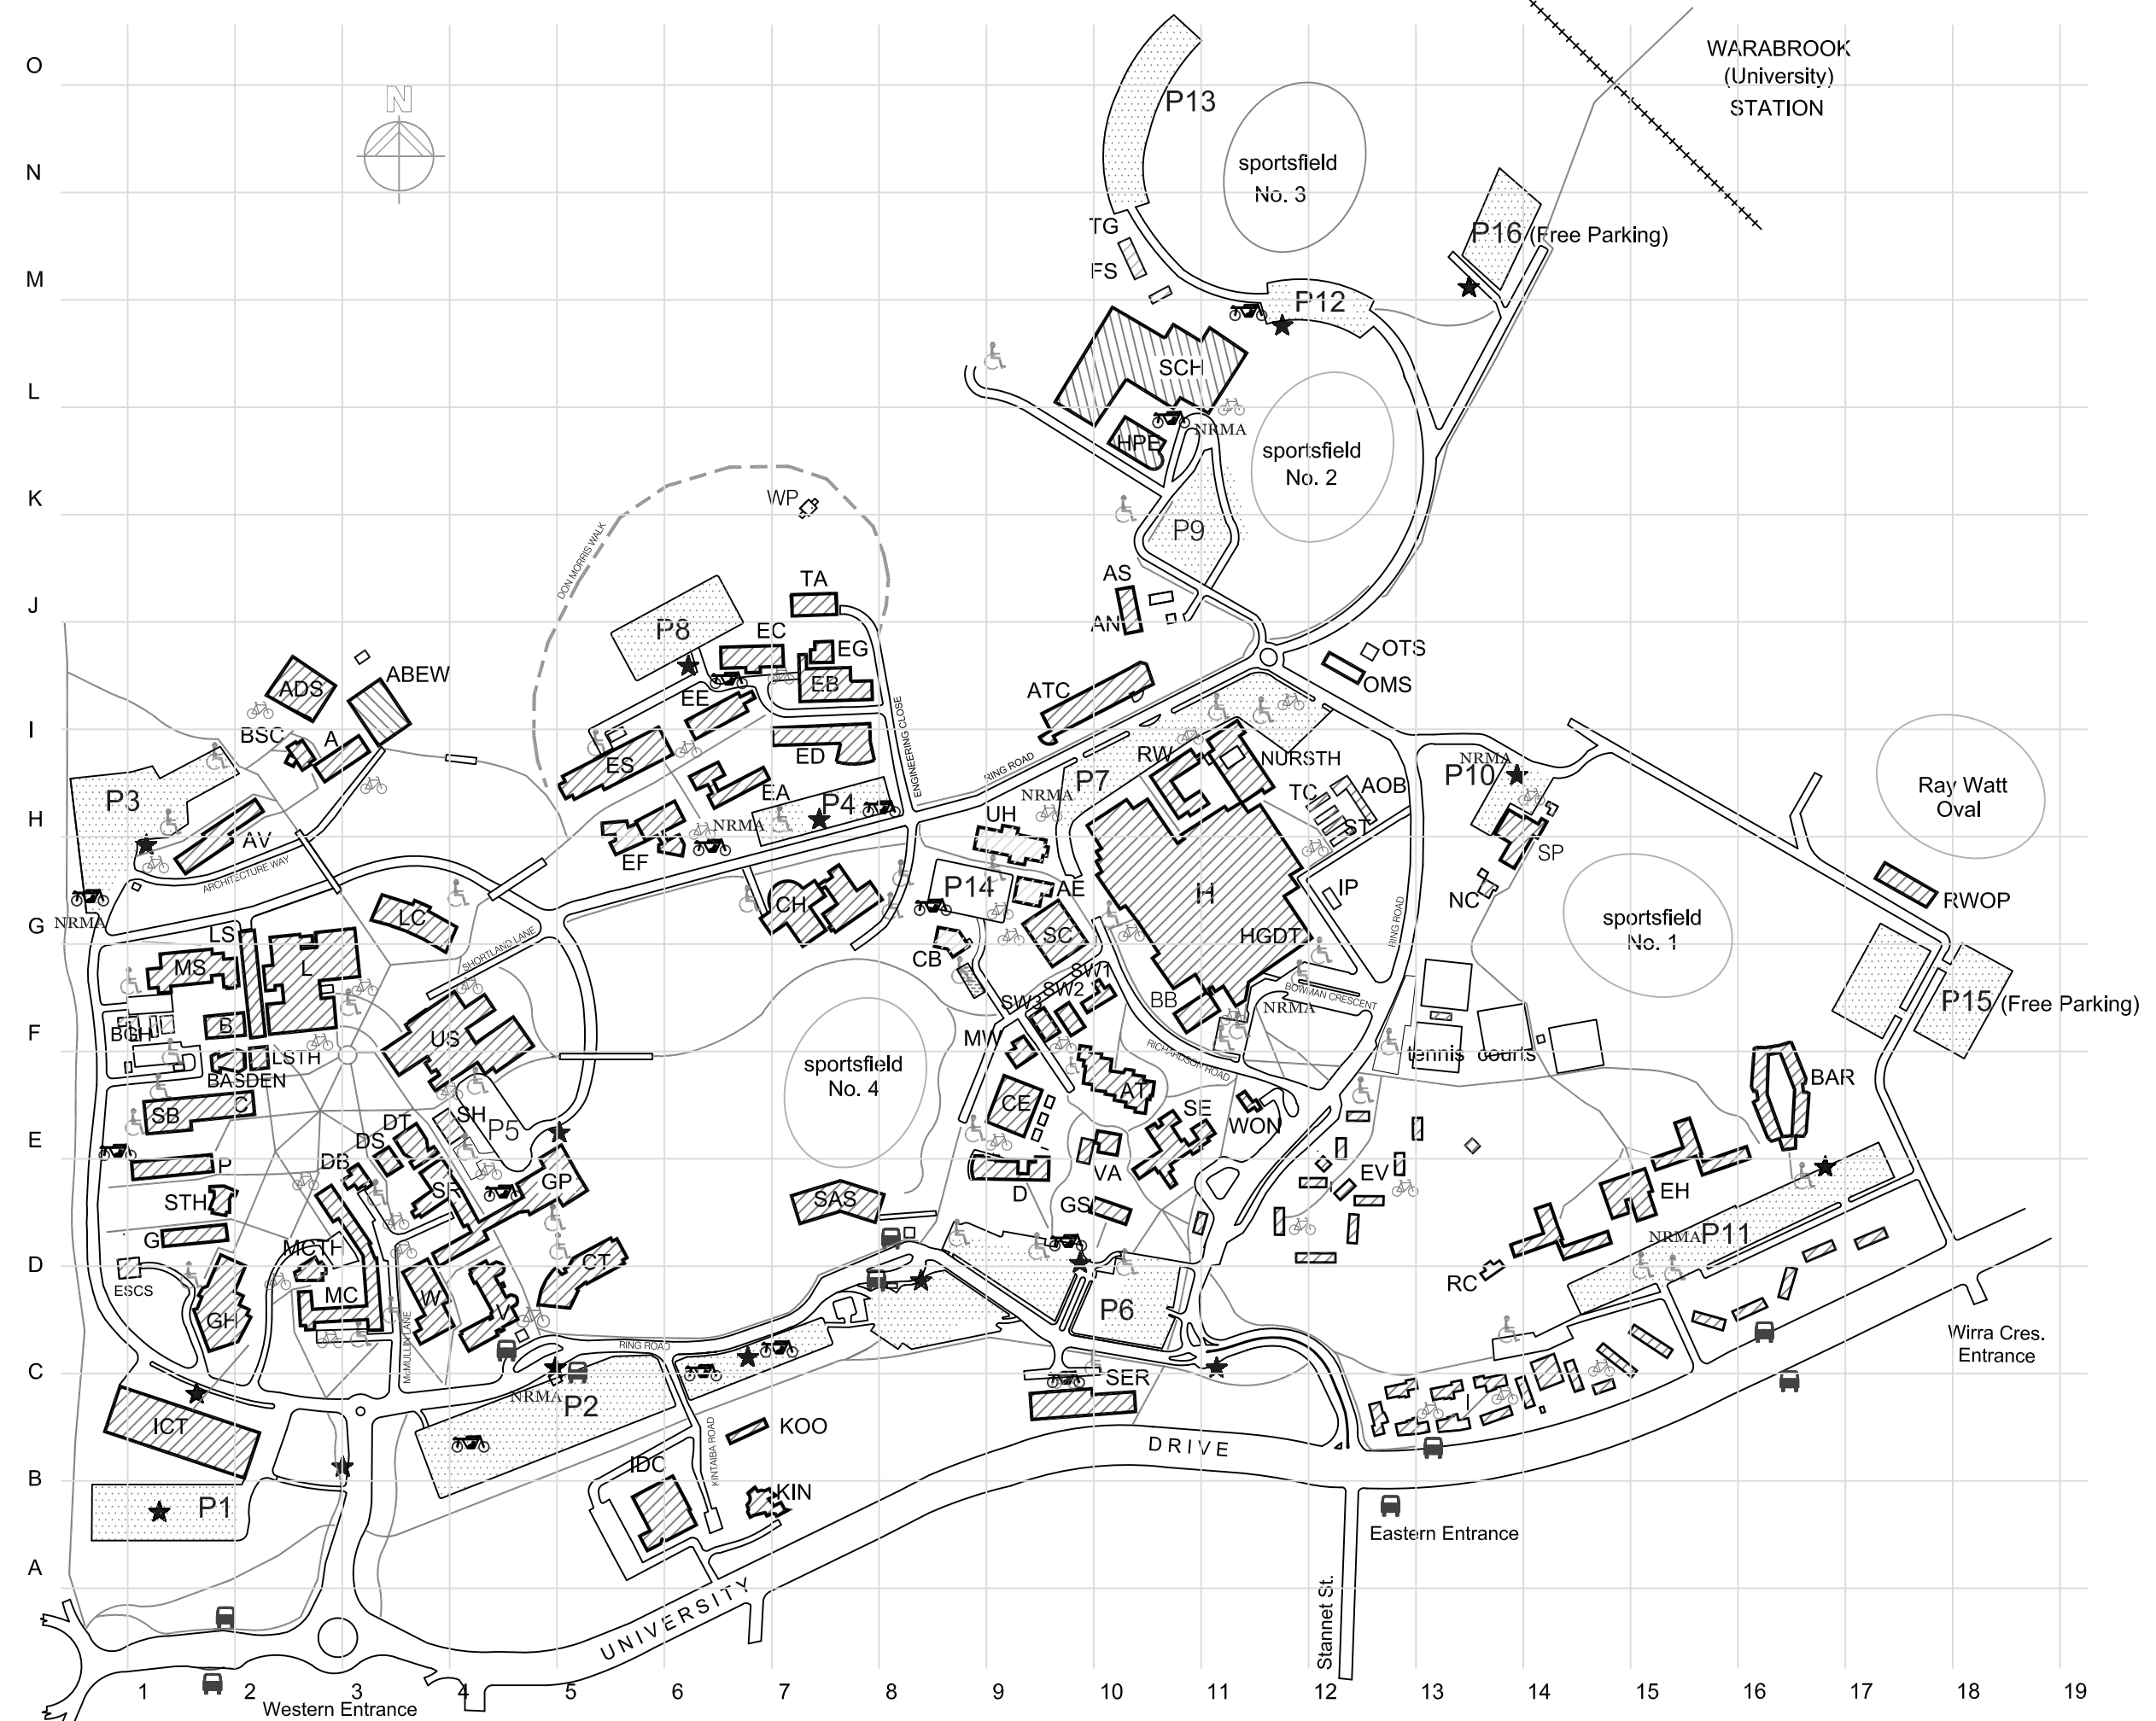 O
WARABROOK
(University)
STATION
N
P13
N
sportsfield
No. 3
TG
P16 (Free Parking)
FS
M
P12
SCH
L
HPE
NRMA
sportsfield
No. 2
K
WP
P9
DON MORRIS WALK
J
TA
AS
AN
P8
EC
EG
OTS
ABEW
ADS
EE
EB
ATC
OMS
ENGINEERING CLOSE
I
BSC
A
ED
RING ROAD
RW
NURSTH
NRMA
P10
ES
P3
EA
P4
P7
NRMA
TC
AOB
Ray Watt
Oval
H
UH
ST
AV
NRMA
EF
SP
ARCHITECTURE WAY
P14
AE
H
IP
NC
CH
RWOP
NRMA
G
LC
LS
SC
HGDT
RING ROAD
sportsfield
No. 1
SHORTLAND LANE
MS
L
CB
SW1
SW2
SW3
BB
BOWMAN CRESCENT
NRMA
P15 (Free Parking)
BGH
B
F
US
MW
LSTH
BASDEN
sportsfield
No. 4
RICHARDSON ROAD
tennis courts
BAR
SB
C
CE
AT
DT
SH
P5
SE
WON
E
DS
P
DB
VA
EV
D
STH
SR
GP
SAS
GS
EH
G
MCTH
NRMA
P11
D
CT
RC
ESCS
MC
W
V
GH
P6
McMULLIN LANE
RING ROAD
Wirra Cres.
Entrance
C
SER
NRMA
P2
I
ICT
KOO
KINTAIBA ROAD
DRIVE
IDC
B
KIN
P1
Eastern Entrance
A
UNIVERSITY
Stannet St.
1 2 3 4 5 6 7 8 9 10 11 12 13 14 15 16 17 18 19
Western Entrance